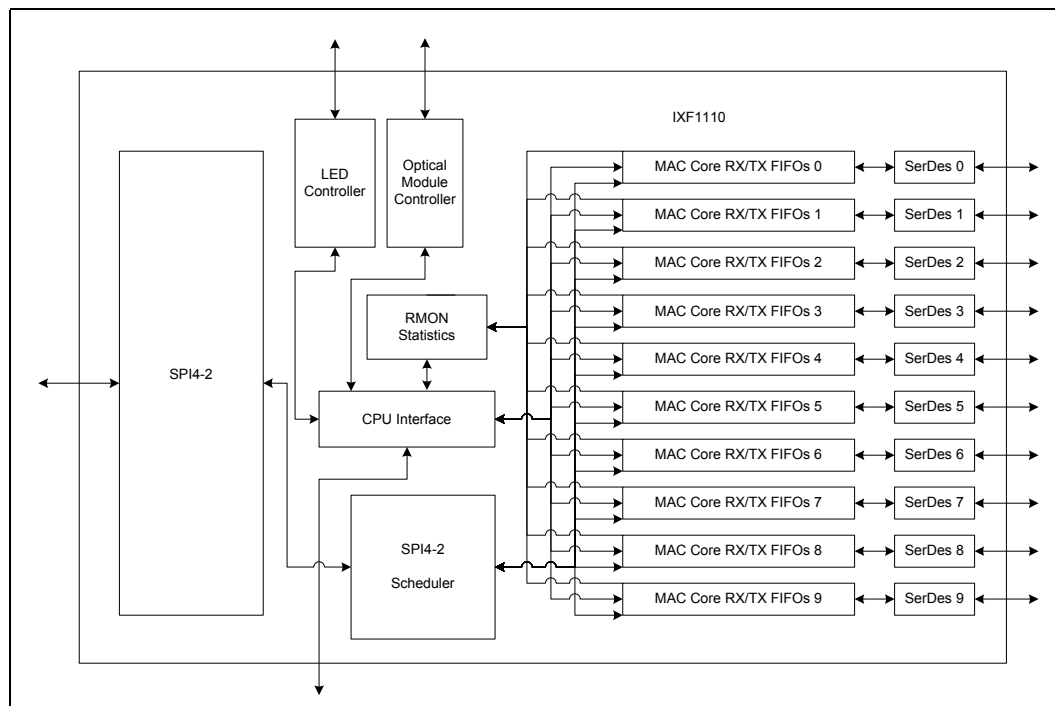 IXF1110
LED
Controller
Optical
Module
Controller
MAC Core RX/TX FIFOs 0
SerDes 0
MAC Core RX/TX FIFOs 1
SerDes 1
MAC Core RX/TX FIFOs 2
SerDes 2
RMON
Statistics
MAC Core RX/TX FIFOs 3
SerDes 3
SPI4-2
MAC Core RX/TX FIFOs 4
SerDes 4
CPU Interface
MAC Core RX/TX FIFOs 5
SerDes 5
MAC Core RX/TX FIFOs 6
SerDes 6
MAC Core RX/TX FIFOs 7
SerDes 7
SPI4-2
Scheduler
MAC Core RX/TX FIFOs 8
SerDes 8
MAC Core RX/TX FIFOs 9
SerDes 9